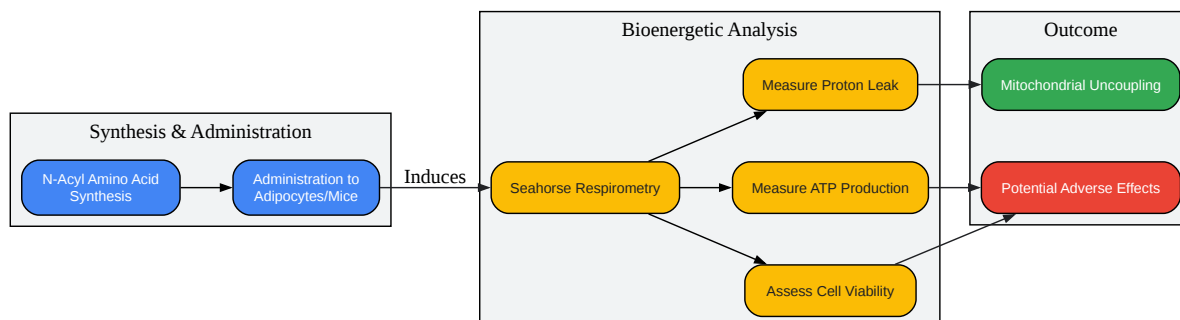 Synthesis & Administration
N-Acyl Amino Acid
Synthesis
Administration to
Adipocytes/Mice
Induces
Bioenergetic Analysis
Seahorse Respirometry
Measure Proton Leak
Measure ATP Production
Assess Cell Viability
Outcome
Mitochondrial Uncoupling
Potential Adverse Effects